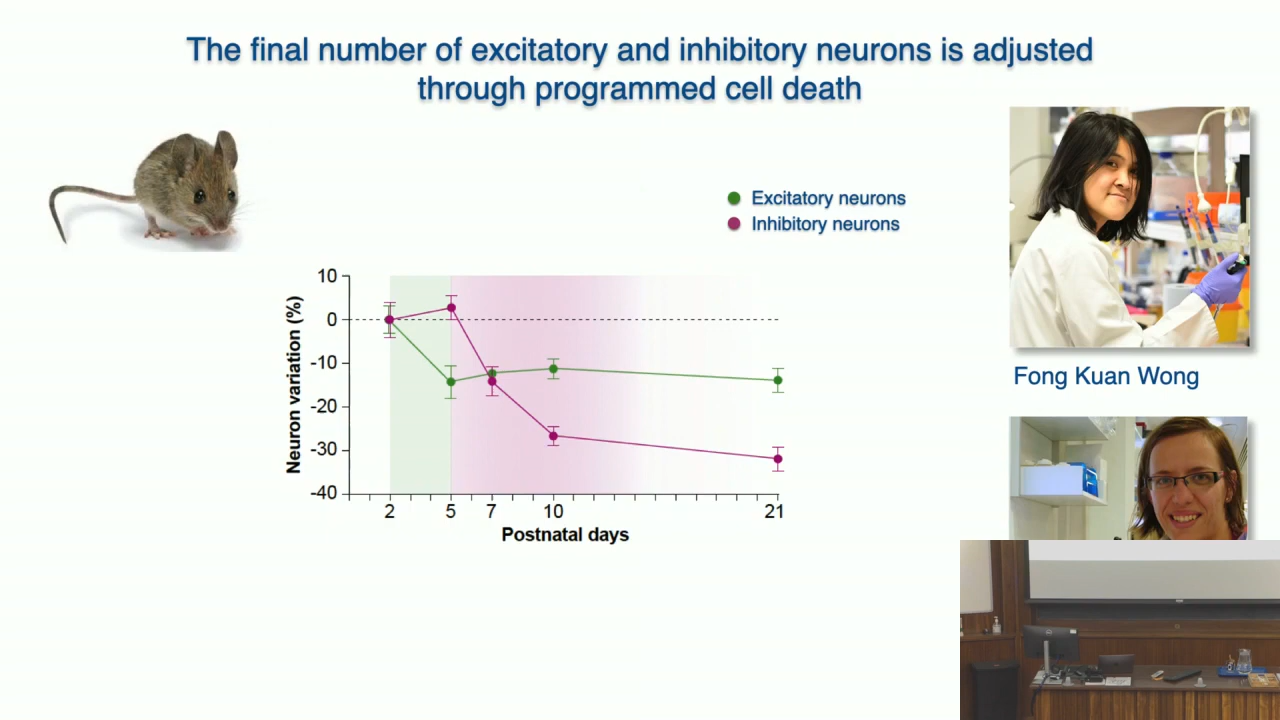 The final number of excitatory and inhibitory neurons is adjusted
through programmed cell death
Excitatory neurons
Inhibitory neurons
10
0
-10
-20
-30
-40
Neuron variation (%)
2 5 7 10 21
Postnatal days
Fong Kuan Wong